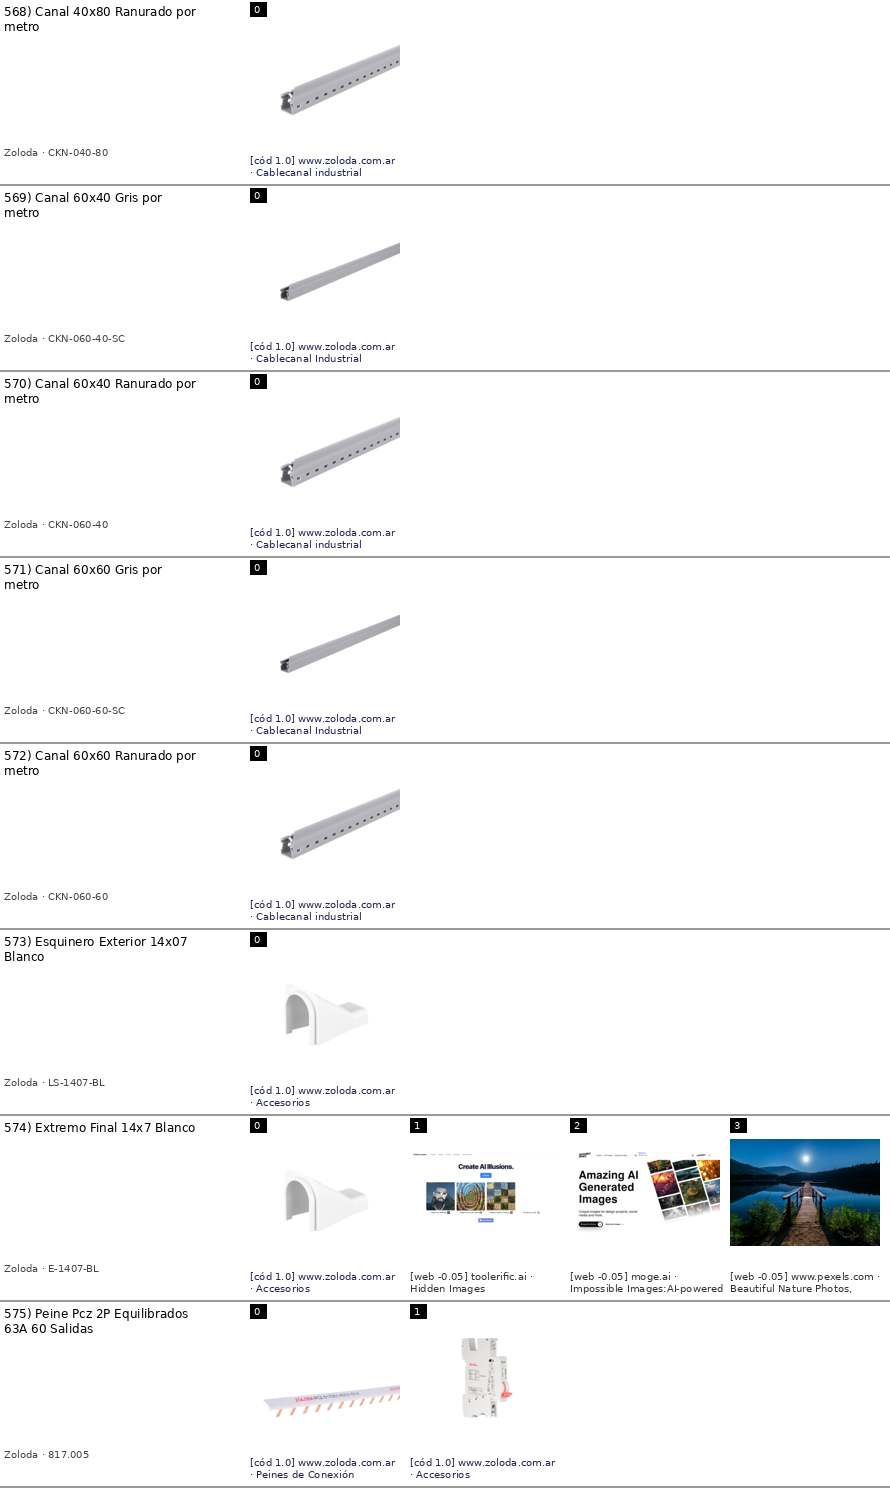 568) Canal 40x80 Ranurado por
metro
0
Zoloda · CKN-040-80
[cód 1.0] www.zoloda.com.ar
· Cablecanal industrial
569) Canal 60x40 Gris por
metro
0
Zoloda · CKN-060-40-SC
[cód 1.0] www.zoloda.com.ar
· Cablecanal Industrial
570) Canal 60x40 Ranurado por
metro
0
Zoloda · CKN-060-40
[cód 1.0] www.zoloda.com.ar
· Cablecanal industrial
571) Canal 60x60 Gris por
metro
0
Zoloda · CKN-060-60-SC
[cód 1.0] www.zoloda.com.ar
· Cablecanal Industrial
572) Canal 60x60 Ranurado por
metro
0
Zoloda · CKN-060-60
[cód 1.0] www.zoloda.com.ar
· Cablecanal industrial
573) Esquinero Exterior 14x07
Blanco
0
Zoloda · LS-1407-BL
[cód 1.0] www.zoloda.com.ar
· Accesorios
574) Extremo Final 14x7 Blanco
0
1
2
3
Create AI Illusions.
Amazing AI
Generated
Images
Zoloda · E-1407-BL
[cód 1.0] www.zoloda.com.ar
· Accesorios
[web -0.05] toolerific.ai ·
Hidden Images
[web -0.05] moge.ai ·
Impossible Images:AI-powered
[web -0.05] www.pexels.com ·
Beautiful Nature Photos,
575) Peine Pcz 2P Equilibrados
63A 60 Salidas
0
1
Zoloda · 817.005
[cód 1.0] www.zoloda.com.ar
· Peines de Conexión
[cód 1.0] www.zoloda.com.ar
· Accesorios